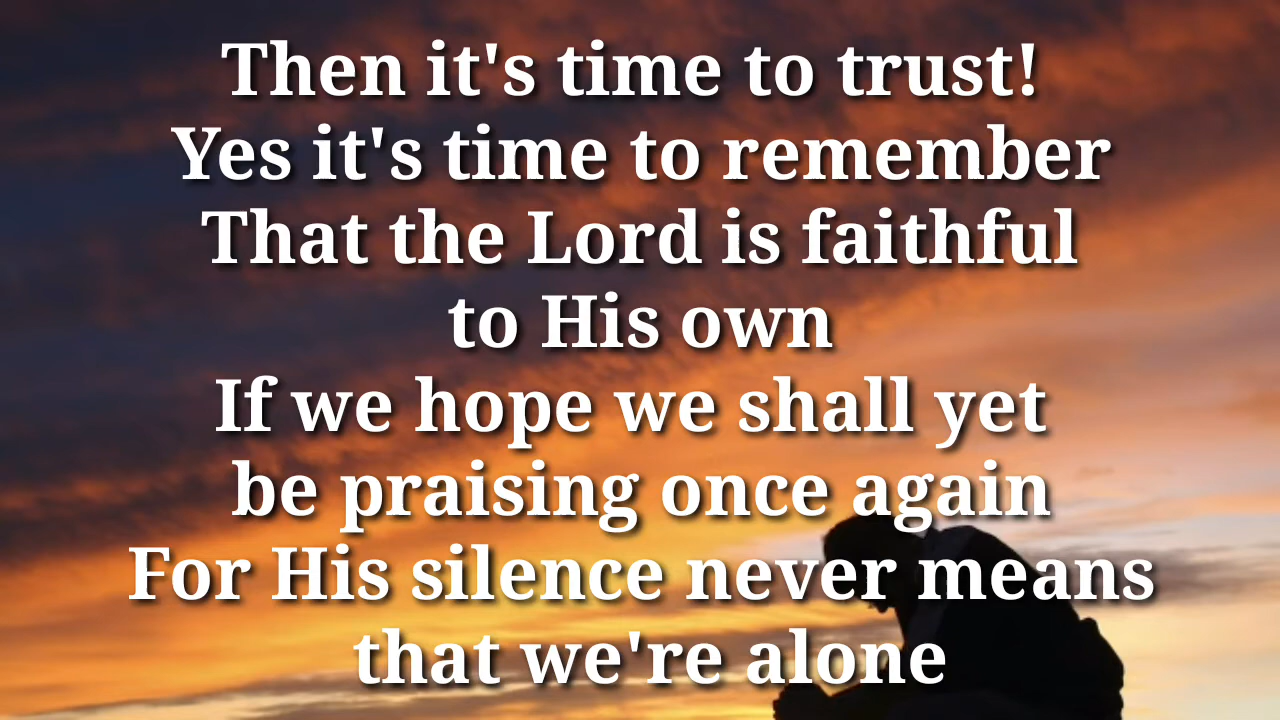 Then it's time to trust!
Yes it's time to remember
That the Lord is faithful
to His own
If we hope we shall yet
be praising once again
For His silence never means
that we're alone